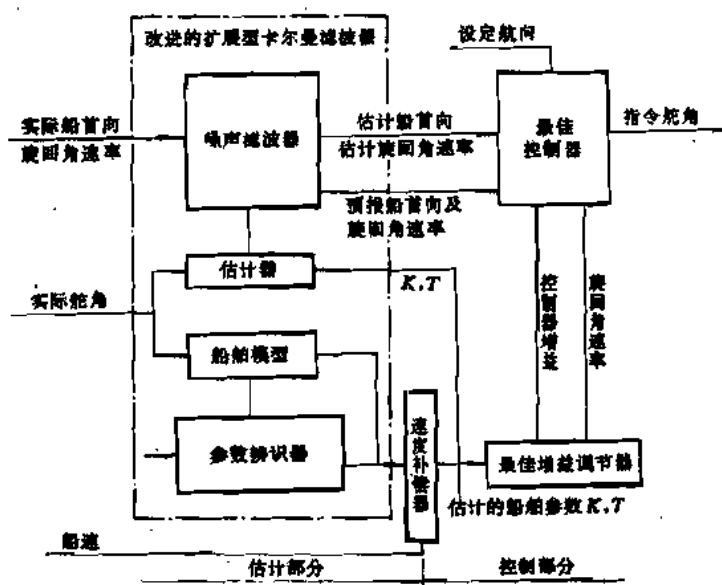 改进的扩展型卡尔曼滤波器
设定航向
实际船首向
旋回角速率
噪声滤波器
估计船首向
估计旋回角速率
最佳
控制器
指令舵角
预报船首向及
旋回角速率
估计器
K,T
实际舵角
船舶模型
控制器增益
旋回角速率
参数辨识器
速度补偿器
最佳增益调节器
估计的船舶参数K,T
船速
估计部分
控制部分